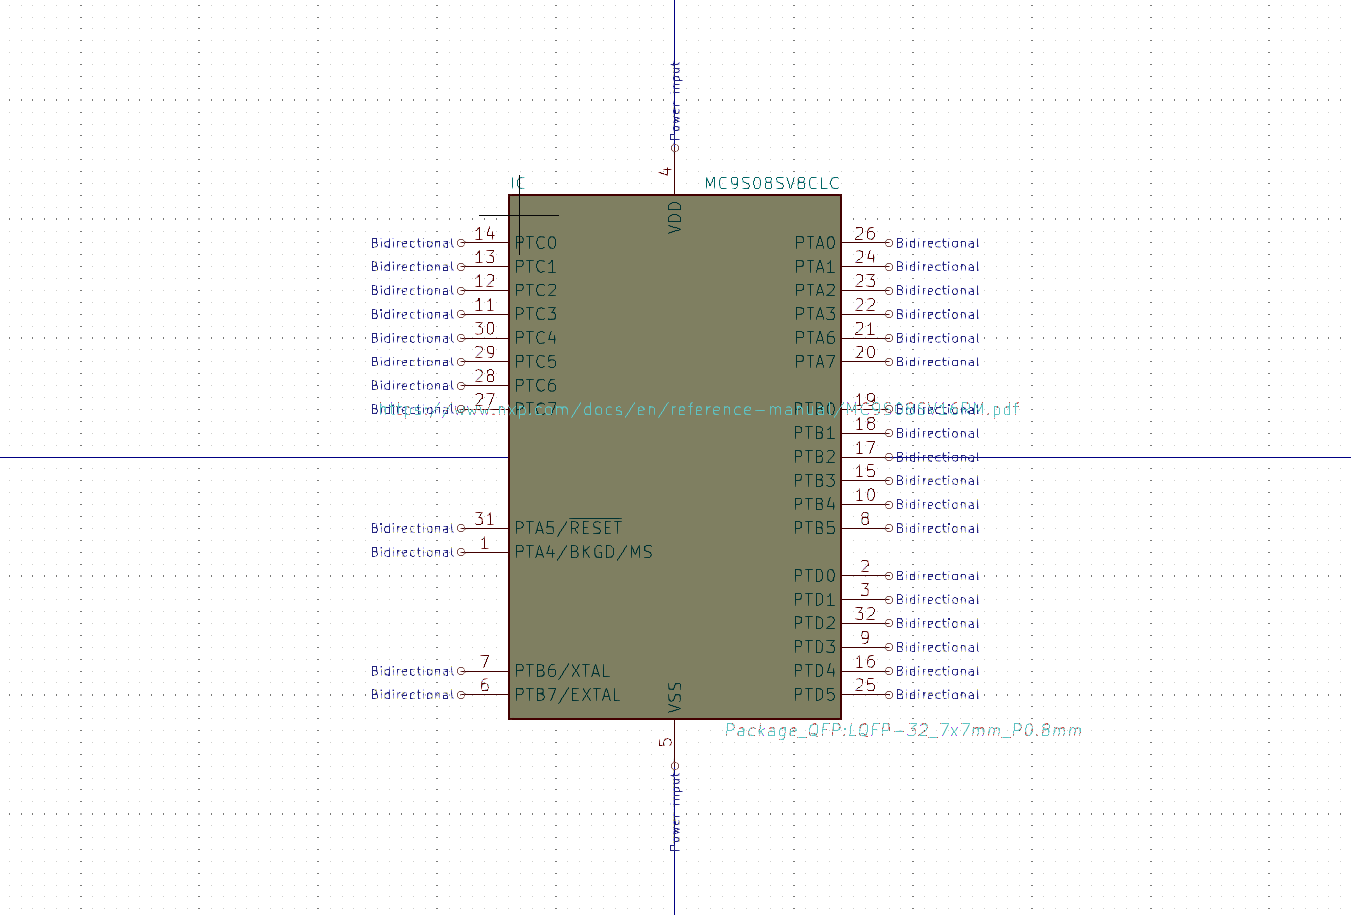 Power input
4
IC
MC9S08SV8CLC
VDD
Bidirectional 14 PTC0
PTA0 26 Bidirectional
Bidirectional 13 PTC1
PTA1 24 Bidirectional
Bidirectional 12 PTC2
PTA2 23 Bidirectional
Bidirectional 11 PTC3
PTA3 22 Bidirectional
Bidirectional 30 PTC4
PTA6 21 Bidirectional
Bidirectional 29 PTC5
PTA7 20 Bidirectional
Bidirectional 28 PTC6
Bidirectional 27 PTC7
https://www.nxp.com/docs/en/reference-manual/MC9S08SV16RM.pdf
PTB0 19 Bidirectional
PTB1 18 Bidirectional
PTB2 17 Bidirectional
PTB3 15 Bidirectional
PTB4 10 Bidirectional
Bidirectional 31 PTA5/RESET
PTB5 8 Bidirectional
Bidirectional 1 PTA4/BKGD/MS
PTD0 2 Bidirectional
PTD1 3 Bidirectional
PTD2 32 Bidirectional
PTD3 9 Bidirectional
Bidirectional 7 PTB6/XTAL
PTD4 16 Bidirectional
Bidirectional 6 PTB7/EXTAL
PTD5 25 Bidirectional
VSS
Package_QFP:LQFP-32_7x7mm_P0.8mm
5
Power input